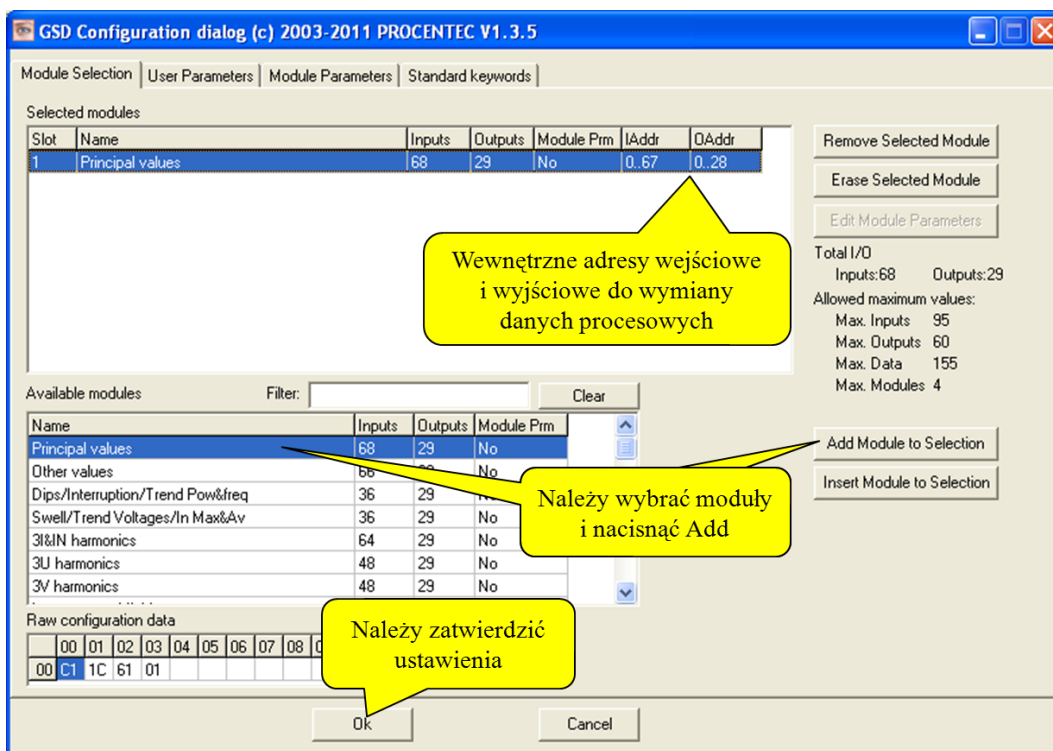 GSD Configuration dialog (c) 2003-2011 PROCENTEC V1.3.5
Module Selection User Parameters Module Parameters Standard keywords
Selected modules
Slot Name Inputs Outputs Module Prm IAddr OAddr
1 Principal values 68 29 No 0..67 0..28
Remove Selected Module
Erase Selected Module
Edit Module Parameters
Wewnętrzne adresy wejściowe
i wyjściowe do wymiany
danych procesowych
Total I/O
Inputs:68 Outputs:29
Allowed maximum values:
Max. Inputs 95
Max. Outputs 60
Max. Data 155
Max. Modules 4
Available modules Filter: Clear
Name Inputs Outputs Module Prm
Principal values 68 29 No
Other values 66 No
Dips/Interruption/Trend Pow&freq 36 29
Swell/Trend Voltages/In Max&Av 36 29 No
3I&IN harmonics 64 29 No
3U harmonics 48 29 No
3V harmonics 48 29 No
Add Module to Selection
Insert Module to Selection
Należy wybrać moduły
i nacisnąć Add
Raw configuration data
00 01 02 03 04 05 06 07 08
00 C1 1C 61 01
Należy zatwierdzić
ustawienia
Ok Cancel